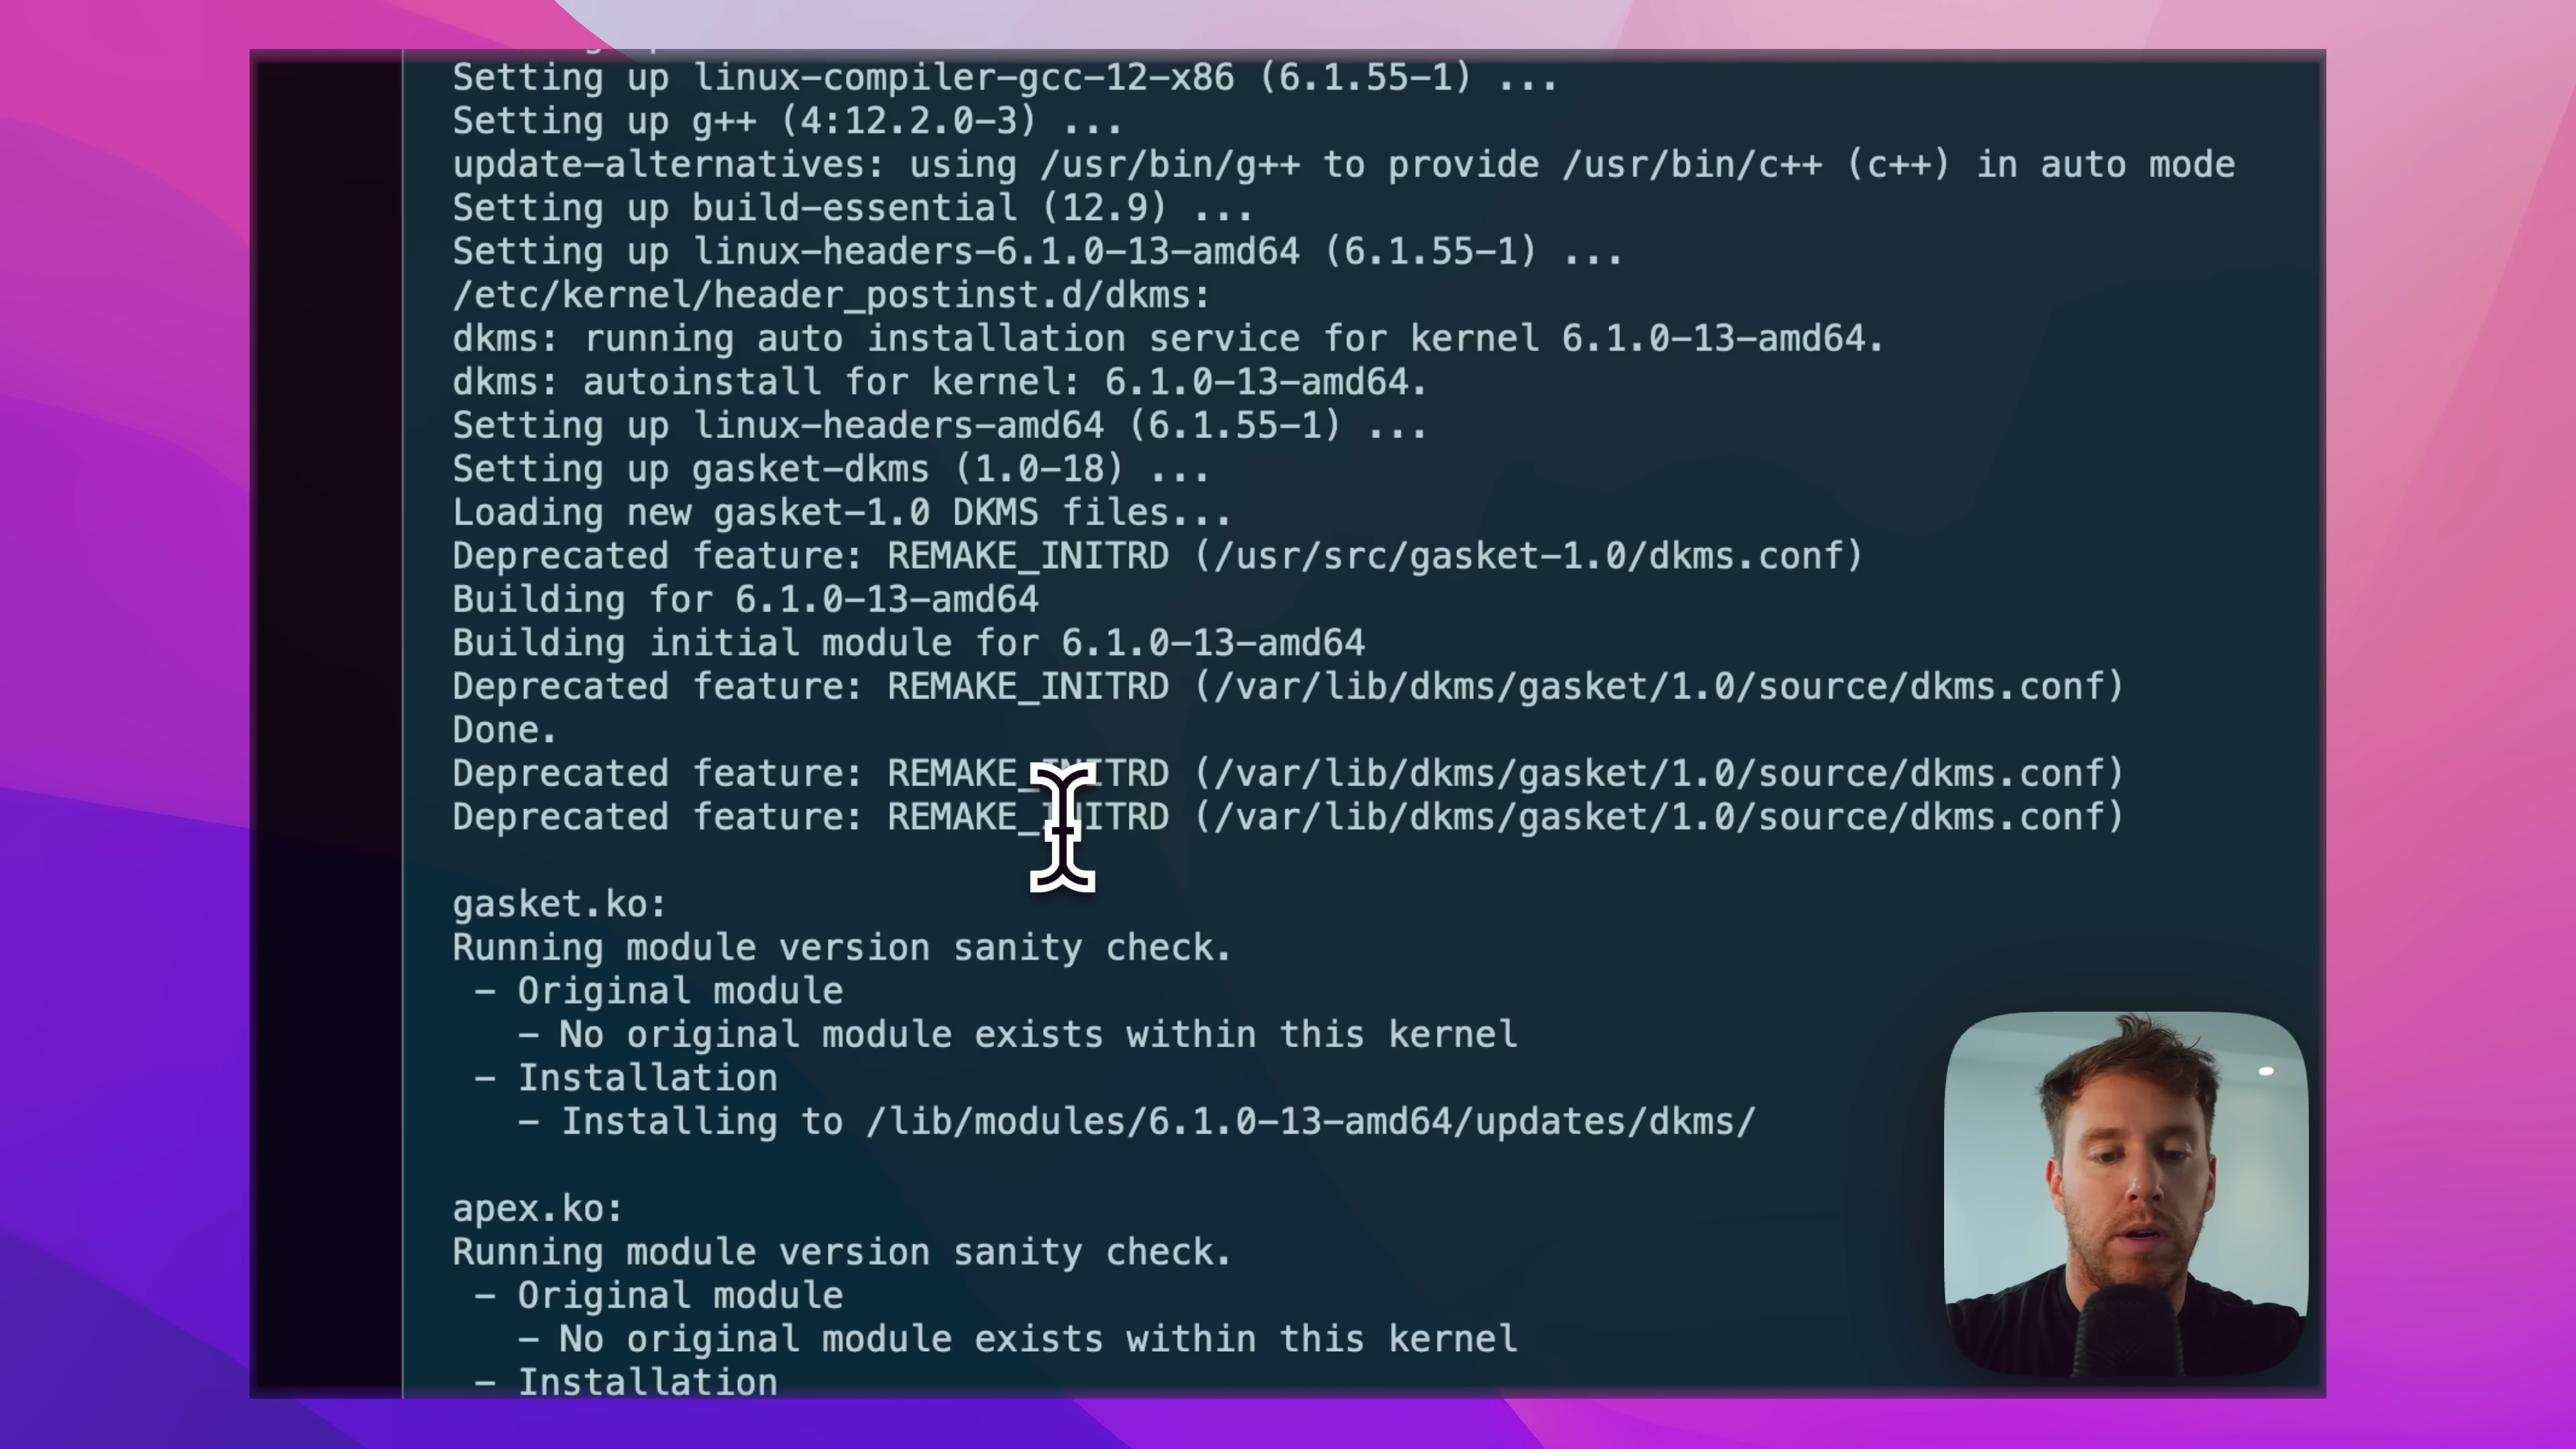 Setting up linux-compiler-gcc-12-x86 (6.1.55-1) ...
Setting up g++ (4:12.2.0-3) ...
update-alternatives: using /usr/bin/g++ to provide /usr/bin/c++ (c++) in auto mode
Setting up build-essential (12.9) ...
Setting up linux-headers-6.1.0-13-amd64 (6.1.55-1) ...
/etc/kernel/header_postinst.d/dkms:
dkms: running auto installation service for kernel 6.1.0-13-amd64.
dkms: autoinstall for kernel: 6.1.0-13-amd64.
Setting up linux-headers-amd64 (6.1.55-1) ...
Setting up gasket-dkms (1.0-18) ...
Loading new gasket-1.0 DKMS files...
Deprecated feature: REMAKE_INITRD (/usr/src/gasket-1.0/dkms.conf)
Building for 6.1.0-13-amd64
Building initial module for 6.1.0-13-amd64
Deprecated feature: REMAKE_INITRD (/var/lib/dkms/gasket/1.0/source/dkms.conf)
Done.
Deprecated feature: REMAKE_INITRD (/var/lib/dkms/gasket/1.0/source/dkms.conf)
Deprecated feature: REMAKE_INITRD (/var/lib/dkms/gasket/1.0/source/dkms.conf)
gasket.ko:
Running module version sanity check.
- Original module
- No original module exists within this kernel
- Installation
- Installing to /lib/modules/6.1.0-13-amd64/updates/dkms/
apex.ko:
Running module version sanity check.
- Original module
- No original module exists within this kernel
- Installation